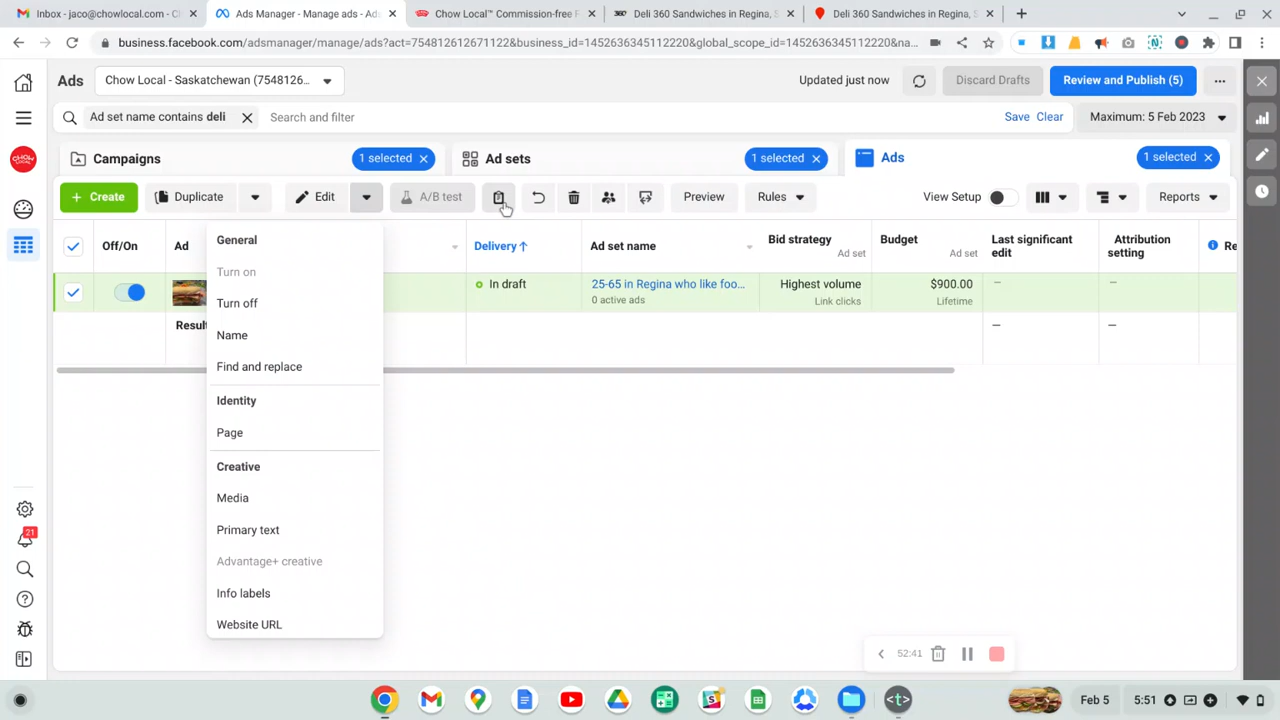 Inbox - jaco@chowlocal.com - C
Ads Manager - Manage ads - Ad
Chow Local™ Commission-free F
Deli 360 Sandwiches in Regina, S
Deli 360 Sandwiches in Regina, S
business.facebook.com/adsmanager/manage/ads?act=754812612671122&business_id=1452636345112220&global_scope_id=1452636345112220&na...
Ads
Chow Local - Saskatchewan (7548126...
Updated just now
Discard Drafts
Review and Publish (5)
Ad set name contains deli
Search and filter
Save
Clear
Maximum: 5 Feb 2023
CHOW LOCAL
Campaigns
1 selected
Ad sets
1 selected
Ads
1 selected
Create
Duplicate
Edit
A/B test
Preview
Rules
View Setup
Reports
Off/On
Ad
Delivery ↑
Ad set name
Bid strategy
Ad set
Budget
Ad set
Last significant
edit
Attribution
setting
Re
In draft
25-65 in Regina who like foo...
0 active ads
Highest volume
Link clicks
$900.00
Lifetime
—
—
Result
—
—
General
Turn on
Turn off
Name
Find and replace
Identity
Page
Creative
Media
Primary text
Advantage+ creative
Info labels
Website URL
21
52:41
Feb 5
5:51